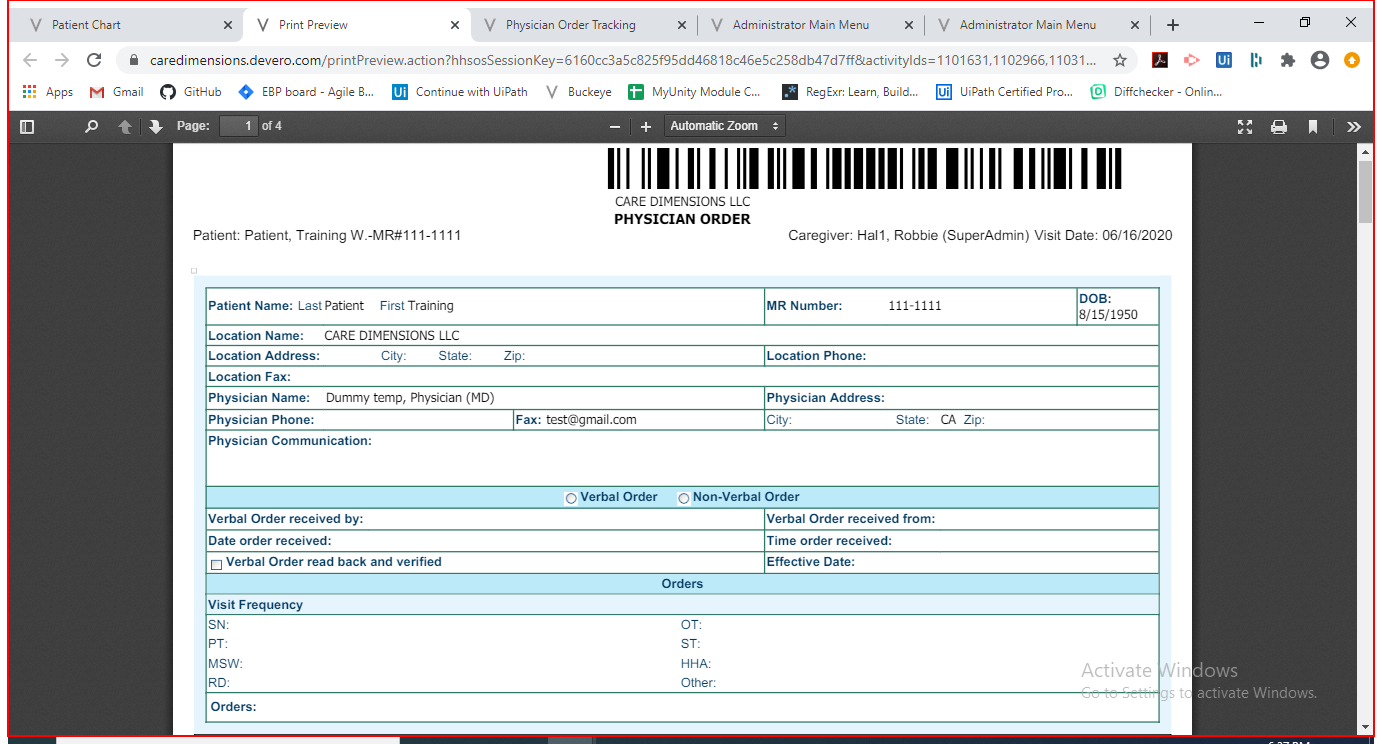 Patient Chart Print Preview Physician Order Tracking Administrator Main Menu Administrator Main Menu
caredimensions.devero.com/printPreview.action?hhsosSessionKey=6160cc3a5c825f95dd46818c46e5c258db47d7ff&activityIds=1101631,1102966,11031...
Apps Gmail GitHub EBP board - Agile B... Continue with UiPath Buckeye MyUnity Module C... RegExr: Learn, Build... UiPath Certified Pro... Diffchecker - Onlin...
Page: 1 of 4 Automatic Zoom
CARE DIMENSIONS LLC
PHYSICIAN ORDER
Patient: Patient, Training W.-MR#111-1111 Caregiver: Hal1, Robbie (SuperAdmin) Visit Date: 06/16/2020
Patient Name: Last Patient First Training MR Number: 111-1111 DOB:
8/15/1950
Location Name: CARE DIMENSIONS LLC
Location Address: City: State: Zip: Location Phone:
Location Fax:
Physician Name: Dummy temp, Physician (MD) Physician Address:
Physician Phone: Fax: test@gmail.com City: State: CA Zip:
Physician Communication:
Verbal Order Non-Verbal Order
Verbal Order received by: Verbal Order received from:
Date order received: Time order received:
Verbal Order read back and verified Effective Date:
Orders
Visit Frequency
SN: OT:
PT: ST:
MSW: HHA:
RD: Other:
Orders:
Activate Windows
Go to Settings to activate Windows.